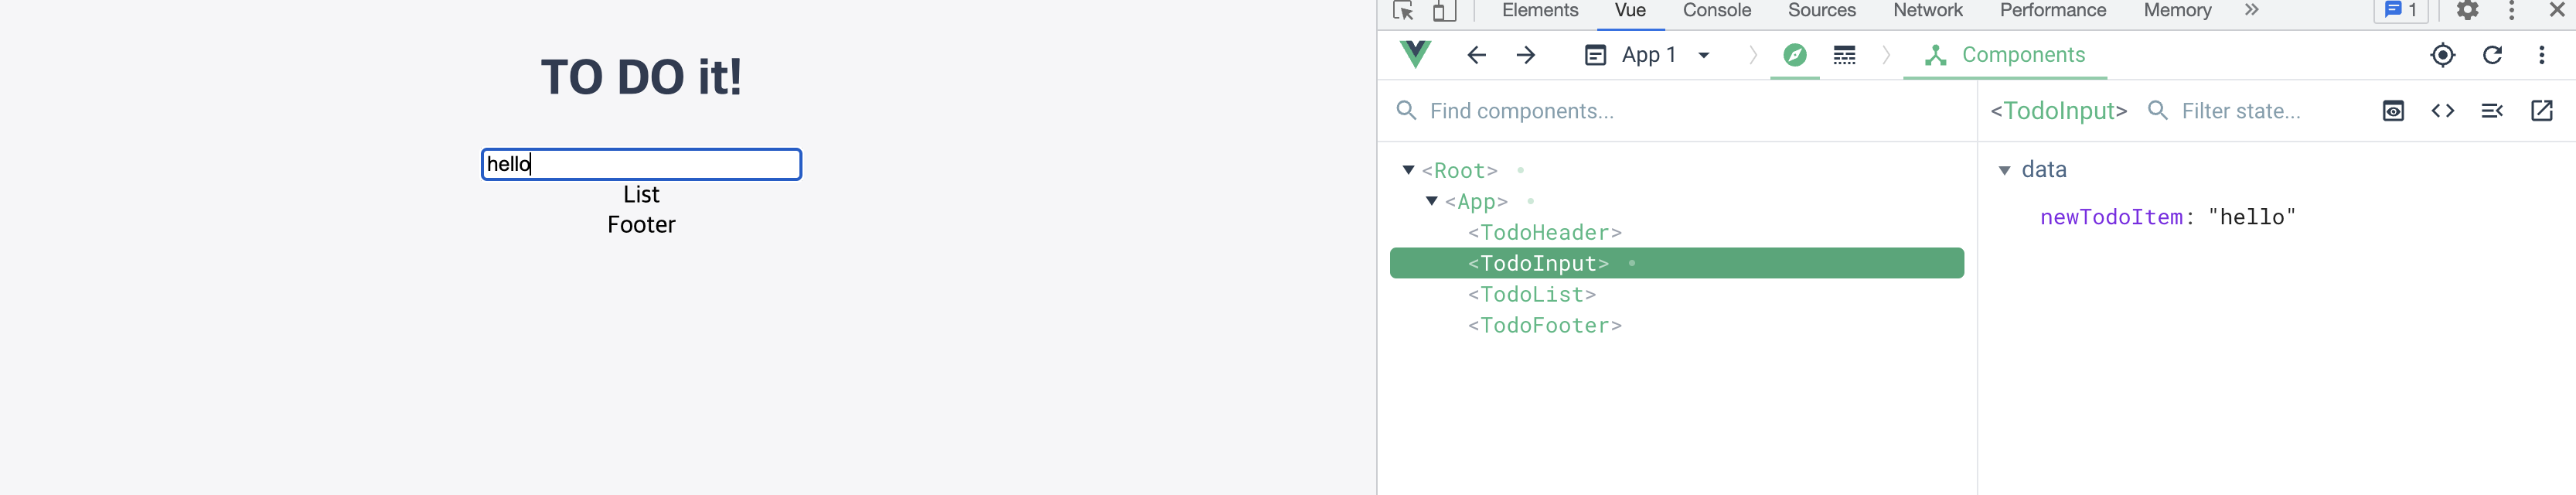 TO DO it!
hello
List
Footer
Elements Vue Console Sources Network Performance Memory 1
App 1 Components
Find components...
<Root>
<App>
<TodoHeader>
<TodoInput>
<TodoList>
<TodoFooter>
<TodoInput> Filter state...
data
newTodoItem: "hello"